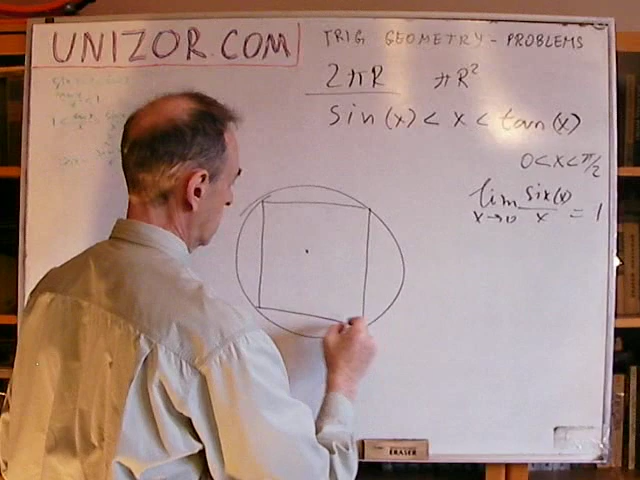 UNIZOR.COM
TRIG GEOMETRY - PROBLEMS
2πR πR²
sin(x) < x < tan(x)
0<x<π/2
lim six(x)/x = 1
x→0
ERASER